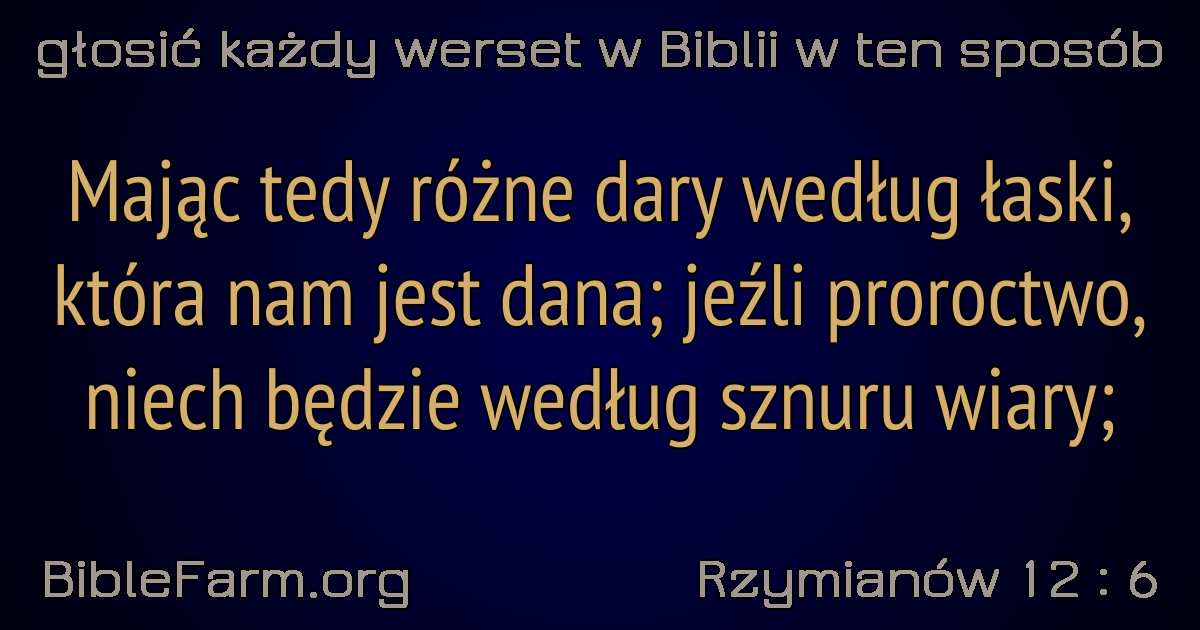 głosić każdy werset w Biblii w ten sposób
Mając tedy różne dary według łaski,
która nam jest dana; jeźli proroctwo,
niech będzie według sznuru wiary;
BibleFarm.org
Rzymianów 12 : 6